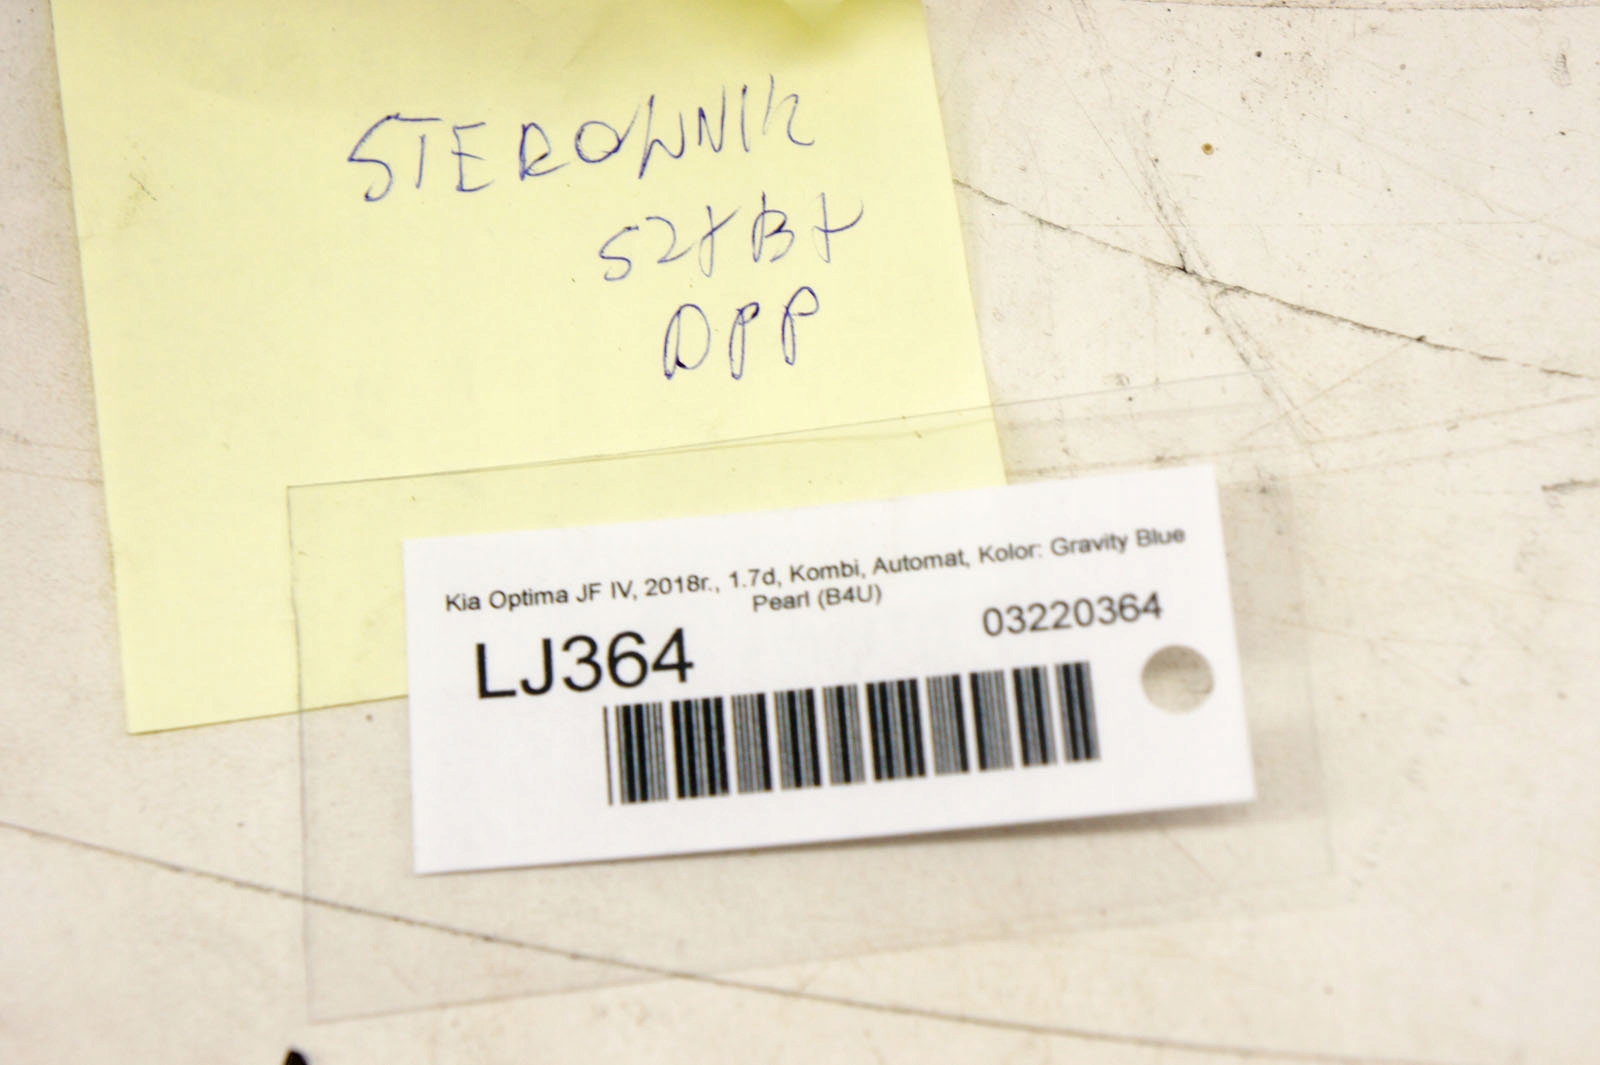 STEROWNIK
SZYBY
DPP
Kia Optima JF IV, 2018r., 1.7d, Kombi, Automat, Kolor: Gravity Blue
Pearl (B4U)
03220364
LJ364